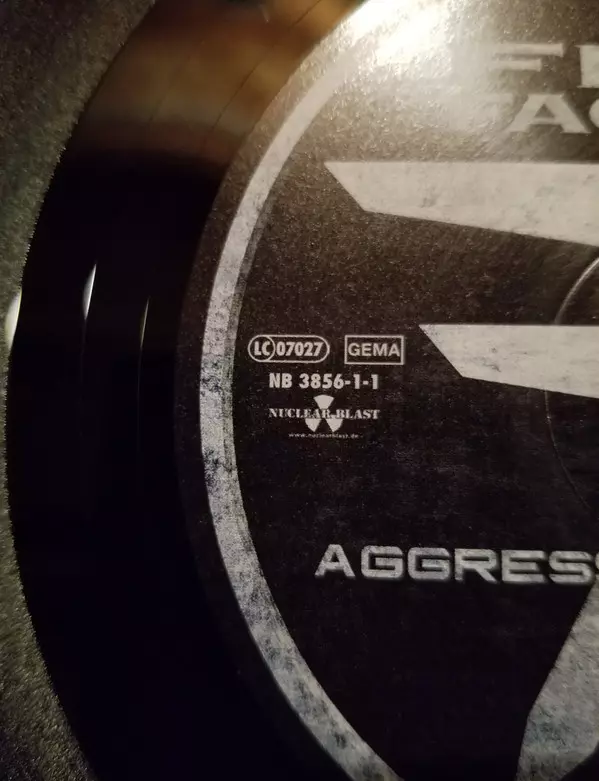 LC 07027 GEMA
NB 3856-1-1
NUCLEAR BLAST
www.nuclearblast.de
AGGRESS